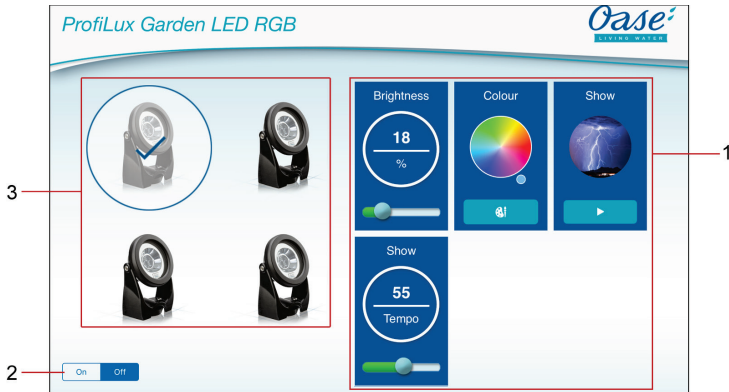 ProfiLux Garden LED RGB
Oase
LIVING WATER
Brightness
18
%
Colour
Show
Show
55
Tempo
On Off
1
2
3